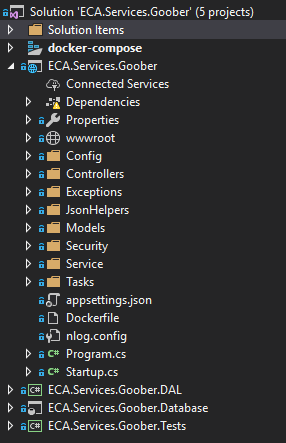 Solution 'ECA.Services.Goober' (5 projects)
Solution Items
docker-compose
ECA.Services.Goober
Connected Services
Dependencies
Properties
wwwroot
Config
Controllers
Exceptions
JsonHelpers
Models
Security
Service
Tasks
appsettings.json
Dockerfile
nlog.config
C# Program.cs
C# Startup.cs
C# ECA.Services.Goober.DAL
ECA.Services.Goober.Database
C# ECA.Services.Goober.Tests